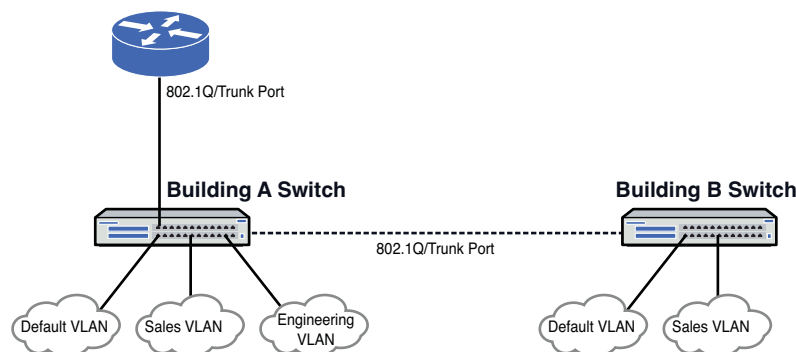 802.1Q/Trunk Port
Building A Switch
Building B Switch
802.1Q/Trunk Port
Default VLAN
Sales VLAN
Engineering
VLAN
Default VLAN
Sales VLAN